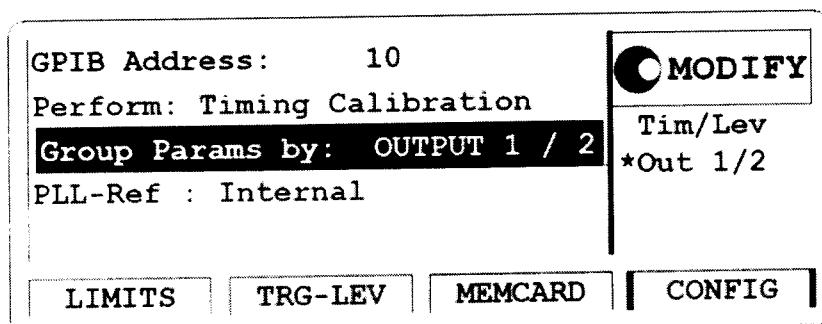 GPIB Address: 10
Perform: Timing Calibration
Group Params by: OUTPUT 1 / 2
PLL-Ref : Internal
MODIFY
Tim/Lev
*Out 1/2
LIMITS
TRG-LEV
MEMCARD
CONFIG